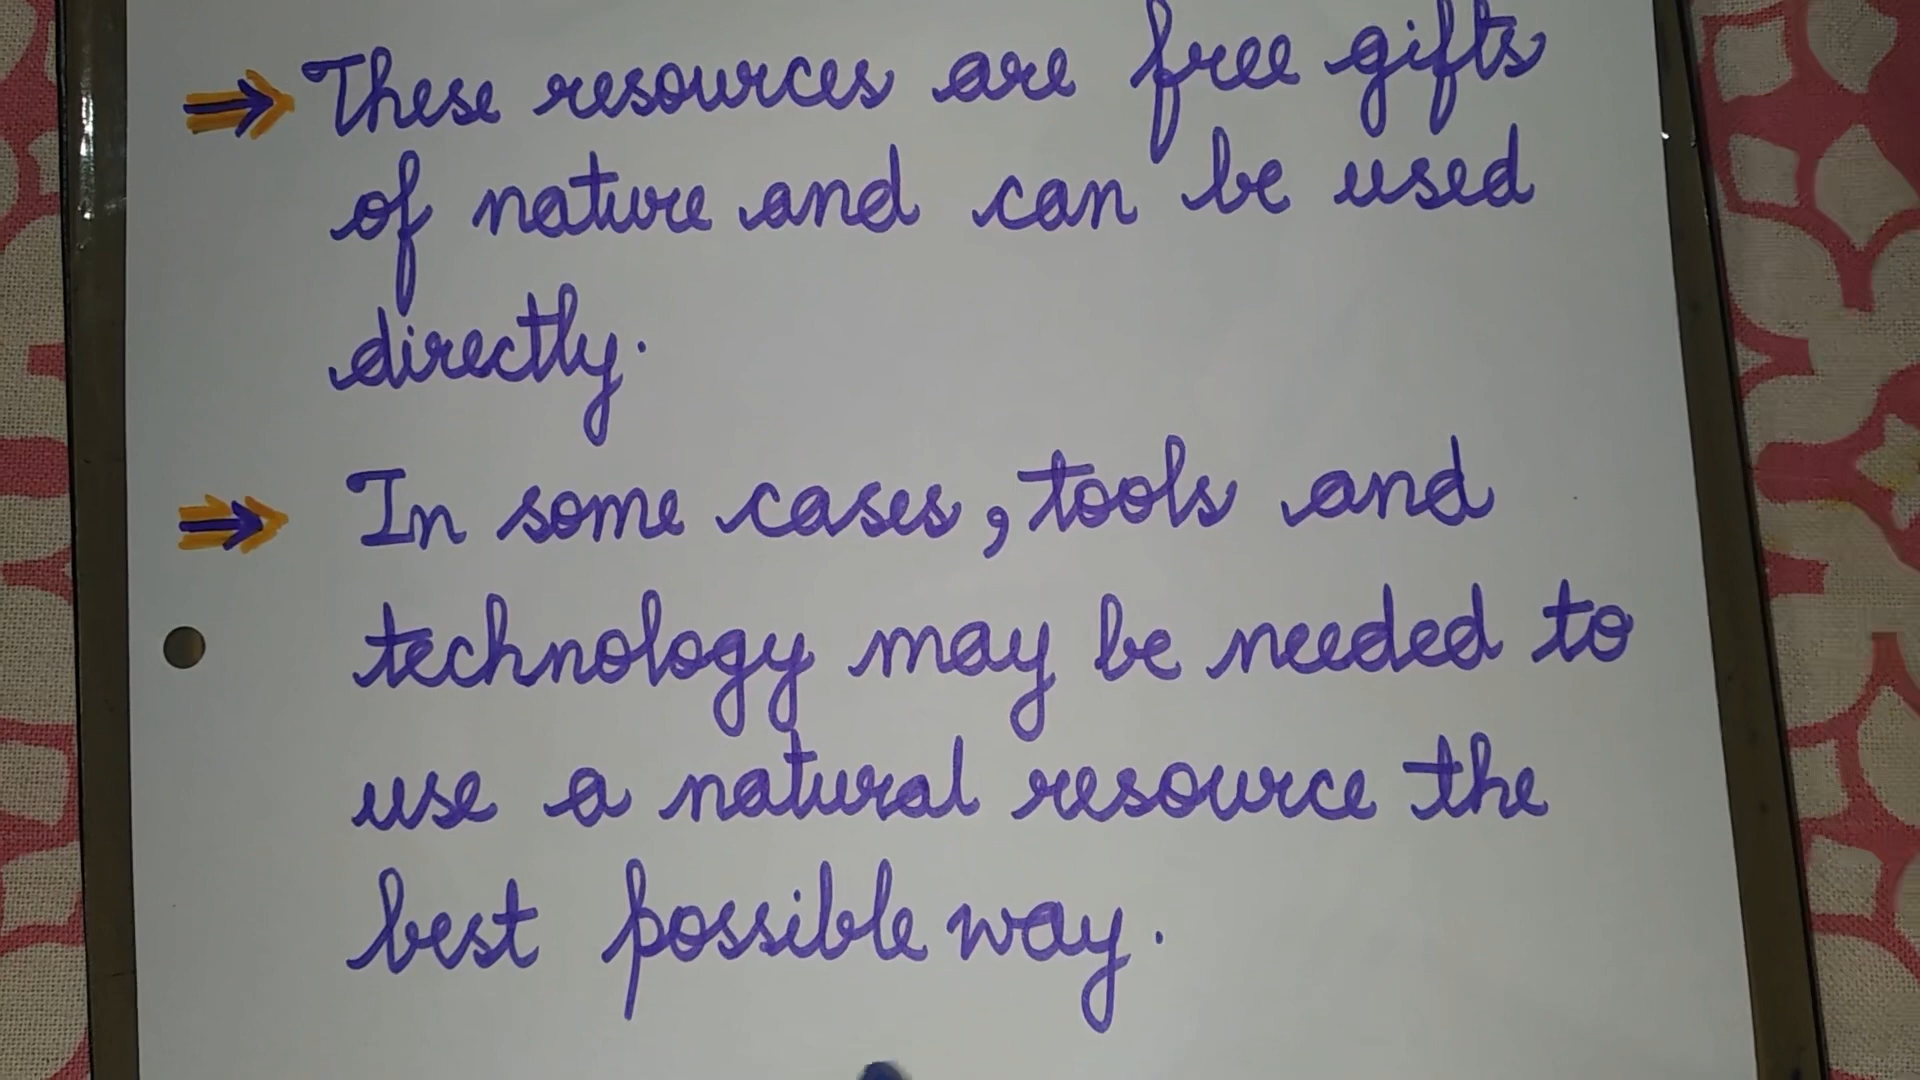 These resources are free gifts
of nature and can be used
directly.
In some cases, tools and
technology may be needed to
use a natural resource the
best possible way.